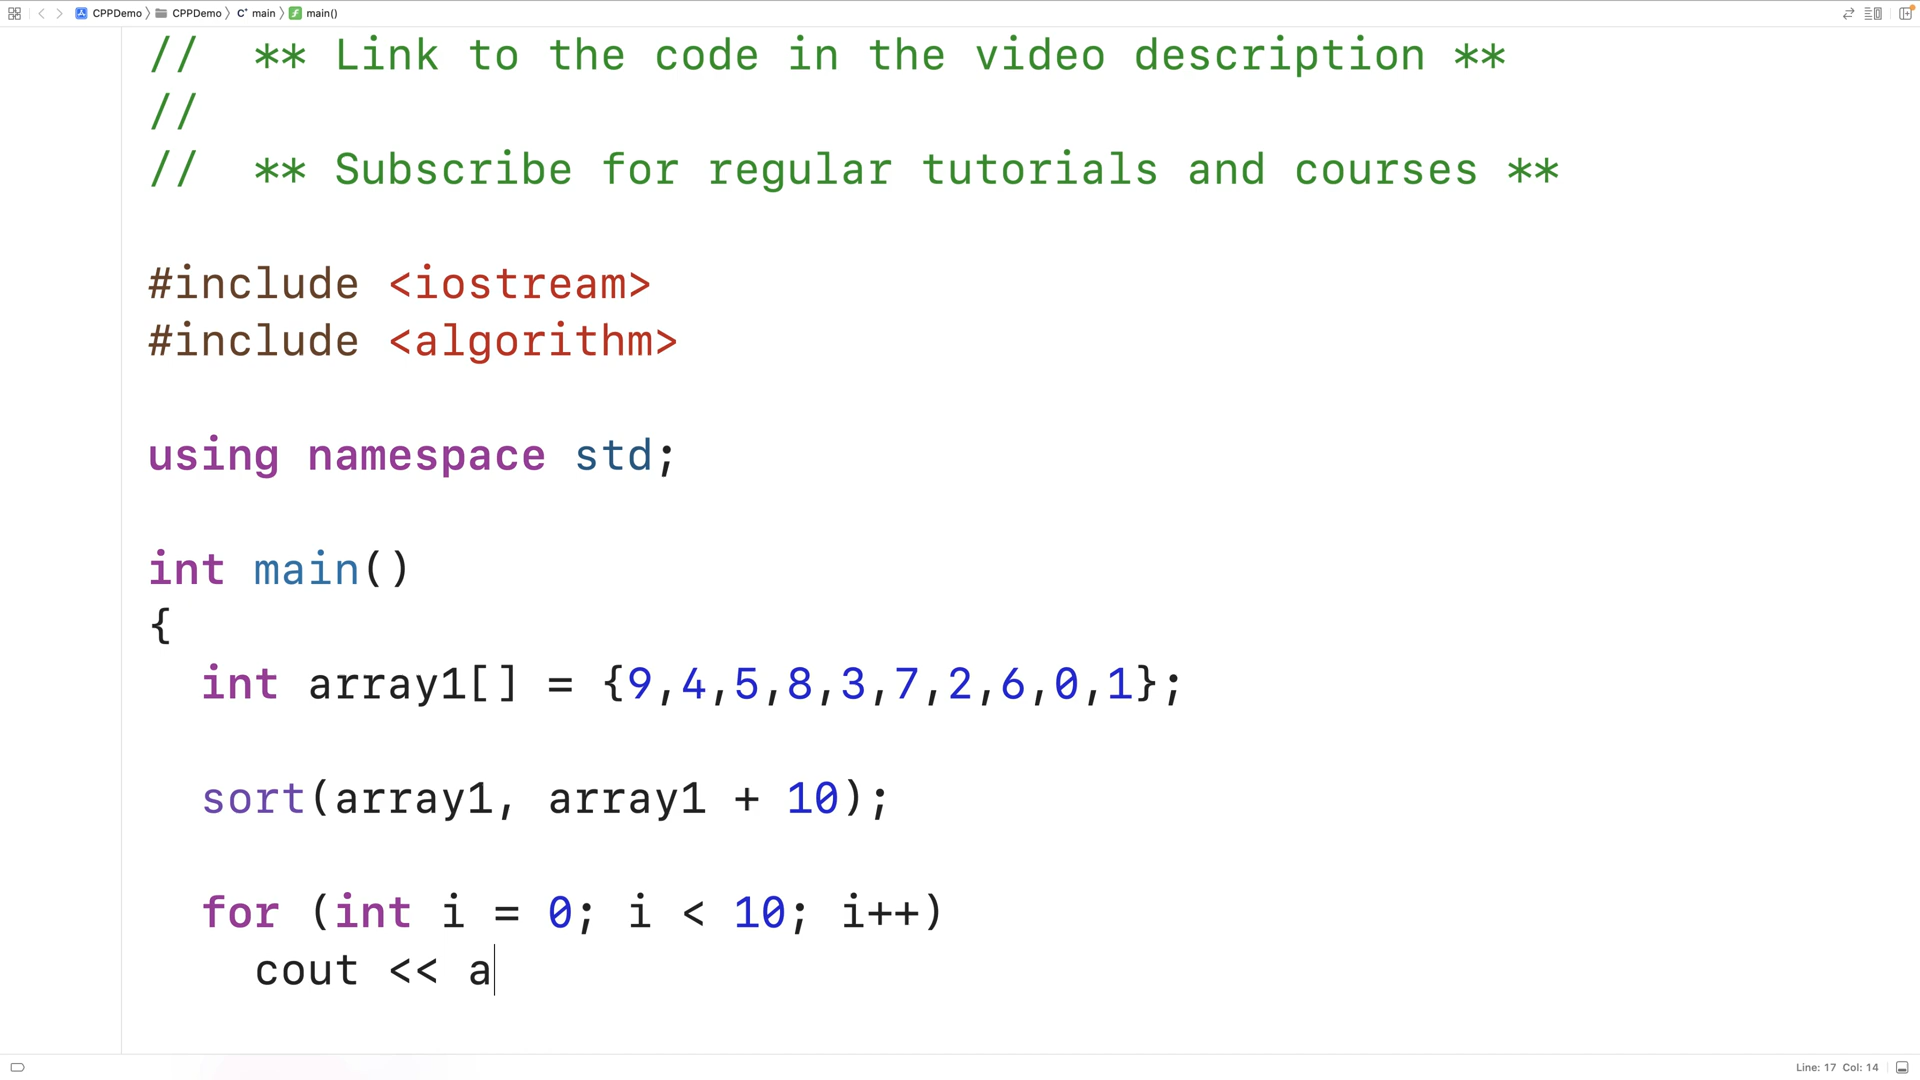 CPPDemo CPPDemo C+ main f main()
// ** Link to the code in the video description **
//
// ** Subscribe for regular tutorials and courses **
#include <iostream>
#include <algorithm>
using namespace std;
int main()
{
int array1[] = {9,4,5,8,3,7,2,6,0,1};
sort(array1, array1 + 10);
for (int i = 0; i < 10; i++)
cout << a
Line: 17 Col: 14